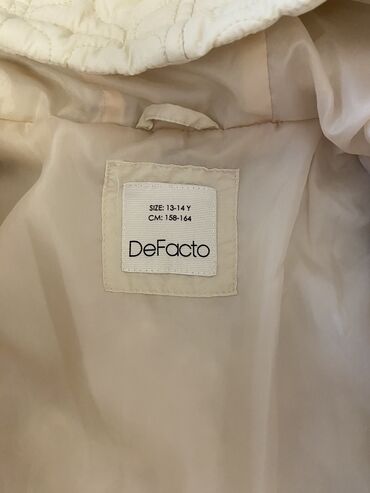 SIZE: 13-14 Y
CM: 158-164
DeFacto